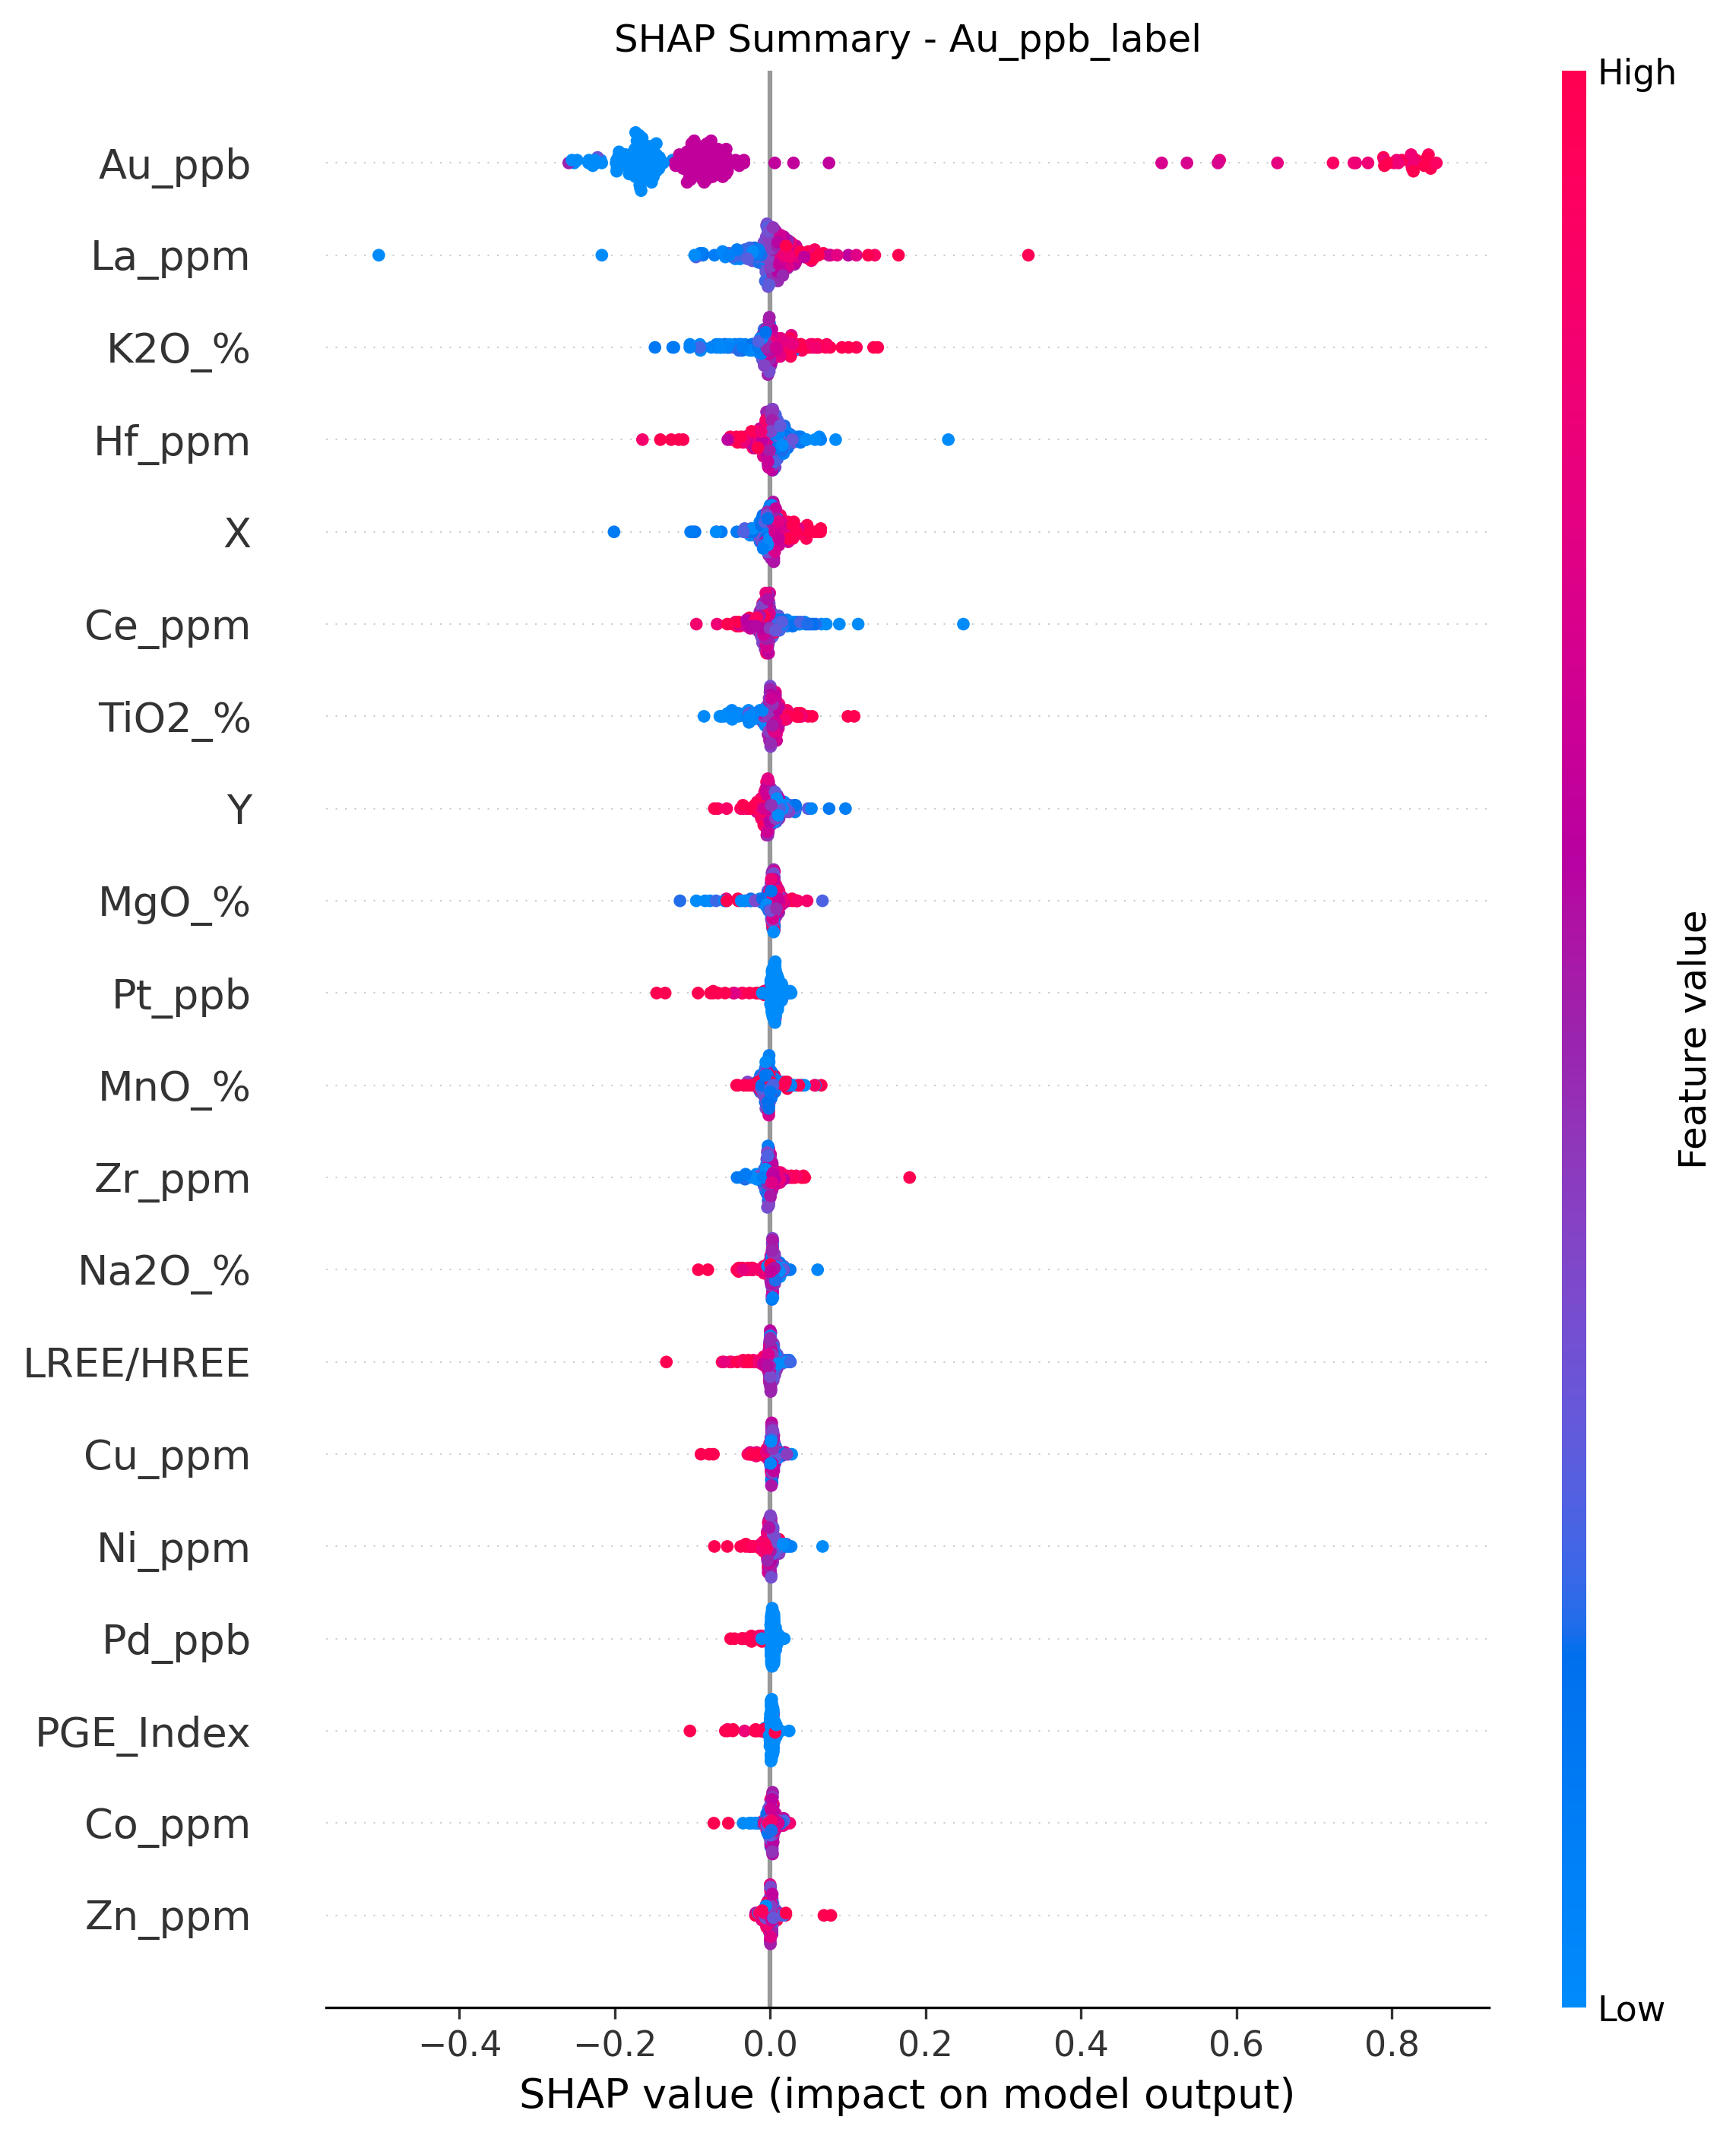 SHAP Summary - Au_ppb_label
High
Au_ppb
La_ppm
K2O_%
Hf_ppm
X
Ce_ppm
TiO2_%
Y
MgO_%
Pt_ppb
MnO_%
Zr_ppm
Na2O_%
LREE/HREE
Cu_ppm
Ni_ppm
Pd_ppb
PGE_Index
Co_ppm
Zn_ppm
Feature value
Low
−0.4 −0.2 0.0 0.2 0.4 0.6 0.8
SHAP value (impact on model output)